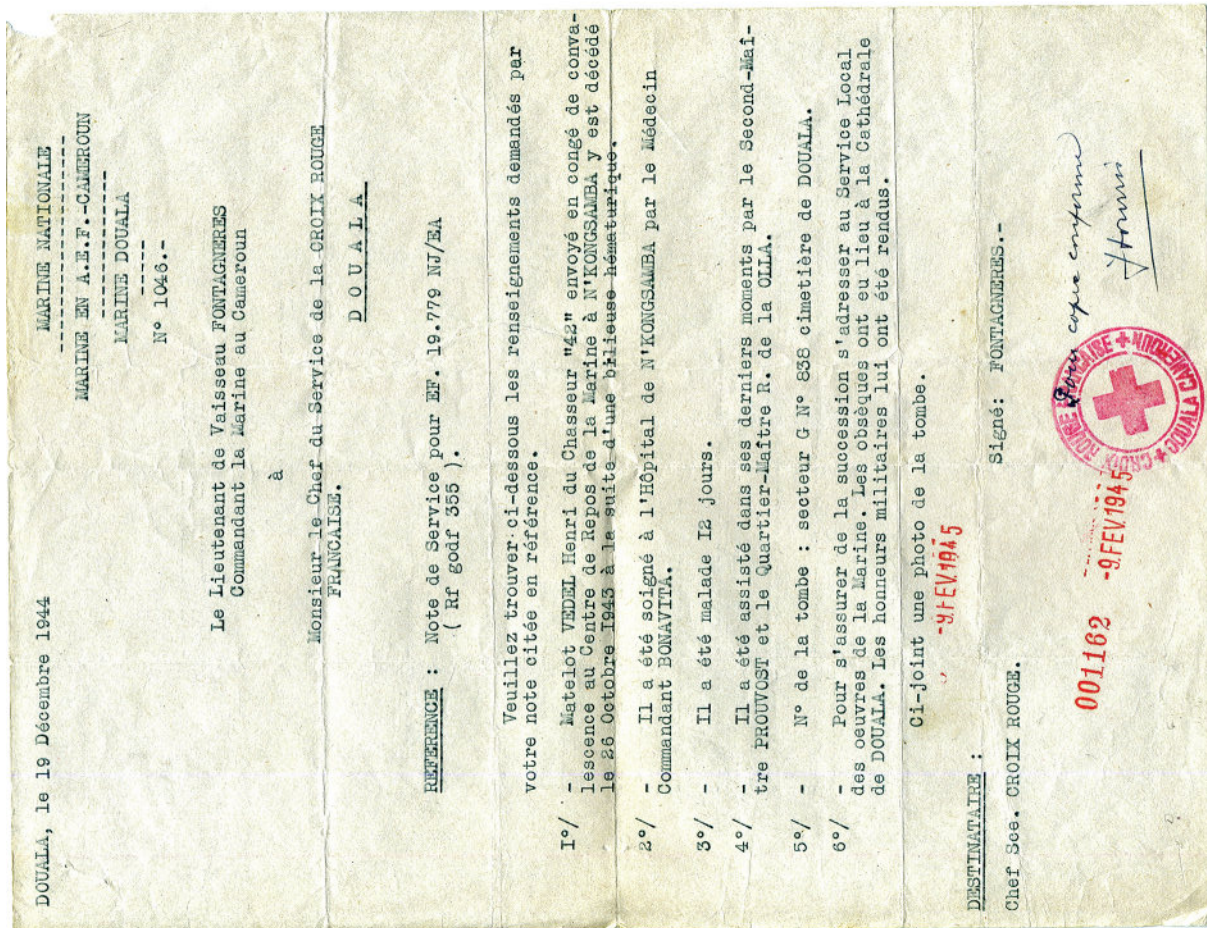 DOUALA, le 19 Décembre 1944
MARINE NATIONALE
--------------------
MARINE EN A.E.F.-CAMEROUN
------------
MARINE DOUALA
-----
N° 1046.-
Le Lieutenant de Vaisseau FONTAGNERES
Commandant la Marine au Cameroun
à
Monsieur le Chef du Service de la CROIX ROUGE
FRANCAISE.
D O U A L A
REFERENCE : Note de Service pour EF. 19.779 NJ/EA
( Rf godf 355 ).
Veuillez trouver ci-dessous les renseignements demandés par
votre note citée en référence.
I°/ - Matelot VEDEL Henri du Chasseur "42" envoyé en congé de conva-
lescence au Centre de Repos de la Marine à N'KONGSAMBA y est décédé
le 26 Octobre I943 à la suite d'une bilieuse hématurique.
2°/ - Il a été soigné à l'Hôpital de N'KONGSAMBA par le Médecin
Commandant BONAVITA.
3°/ - Il a été malade I2 jours.
4°/ - Il a été assisté dans ses derniers moments par le Second-Maî-
tre PROUVOST et le Quartier-Maître R. de la OLLA.
5°/ - N° de la tombe : secteur G N° 838 cimetière de DOUALA.
6°/ - Pour s'assurer de la succession s'adresser au Service Local
des oeuvres de la Marine. Les obsèques ont eu lieu à la Cathédrale
de DOUALA. Les honneurs militaires lui ont été rendus.
Ci-joint une photo de la tombe.
-9.FEV.1945
DESTINATAIRE :
Chef Sce. CROIX ROUGE.
Signé: FONTAGNERES.-
Pour copie conforme
CROIX ROUGE FRANCAISE + DOUALA CAMEROUN +
001162 -9.FEV.1945